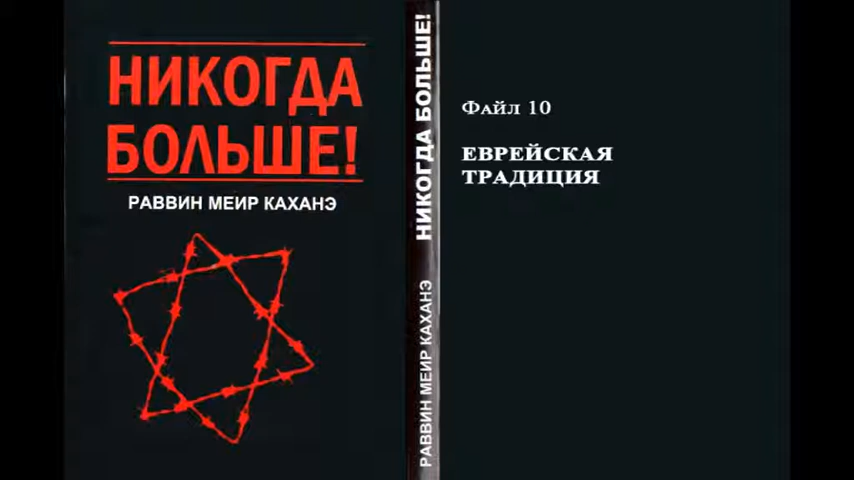 НИКОГДА
БОЛЬШЕ!
РАВВИН МЕИР КАХАНЭ
РАВВИН МЕИР КАХАНЭ НИКОГДА БОЛЬШЕ!
Файл 10
ЕВРЕЙСКАЯ
ТРАДИЦИЯ